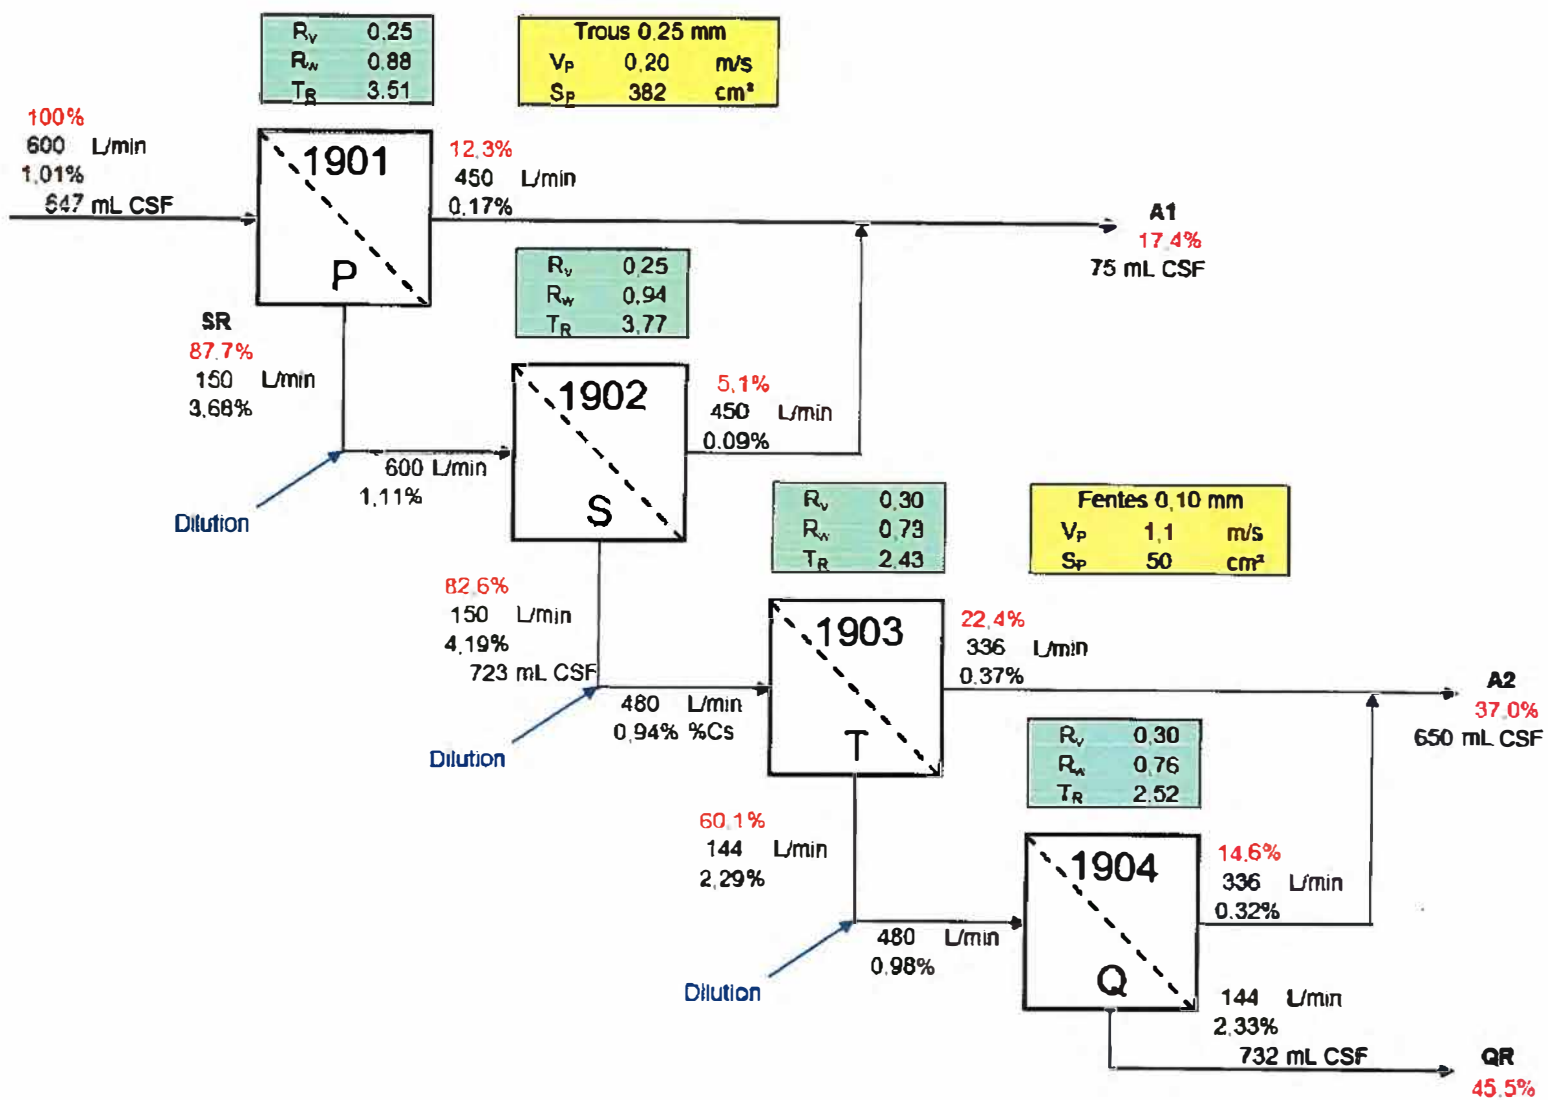 Rv 0,25
Rw 0,88
TR 3.51
Trous 0,25 mm
VP 0,20 m/s
SP 382 cm²
100%
600 L/min
1,01%
647 mL CSF
1901
P
12,3%
450 L/min
0,17%
A1
17,4%
75 mL CSF
Rv 0,25
Rw 0,94
TR 3,77
SR
87.7%
150 L/min
3,68%
Dilution
600 L/min
1,11%
1902
S
5,1%
450 L/min
0.09%
Rv 0,30
Rw 0,73
TR 2,43
Fentes 0,10 mm
VP 1,1 m/s
SP 50 cm²
82,6%
150 L/min
4,19%
723 mL CSF
Dilution
480 L/min
0,94% %Cs
1903
T
22,4%
336 L/min
0,37%
A2
37.0%
650 mL CSF
Rv 0,30
Rw 0,76
TR 2,52
60,1%
144 L/min
2,29%
Dilution
480 L/min
0,98%
1904
Q
14,6%
336 L/min
0,32%
144 L/min
2,33%
732 mL CSF
QR
45.5%